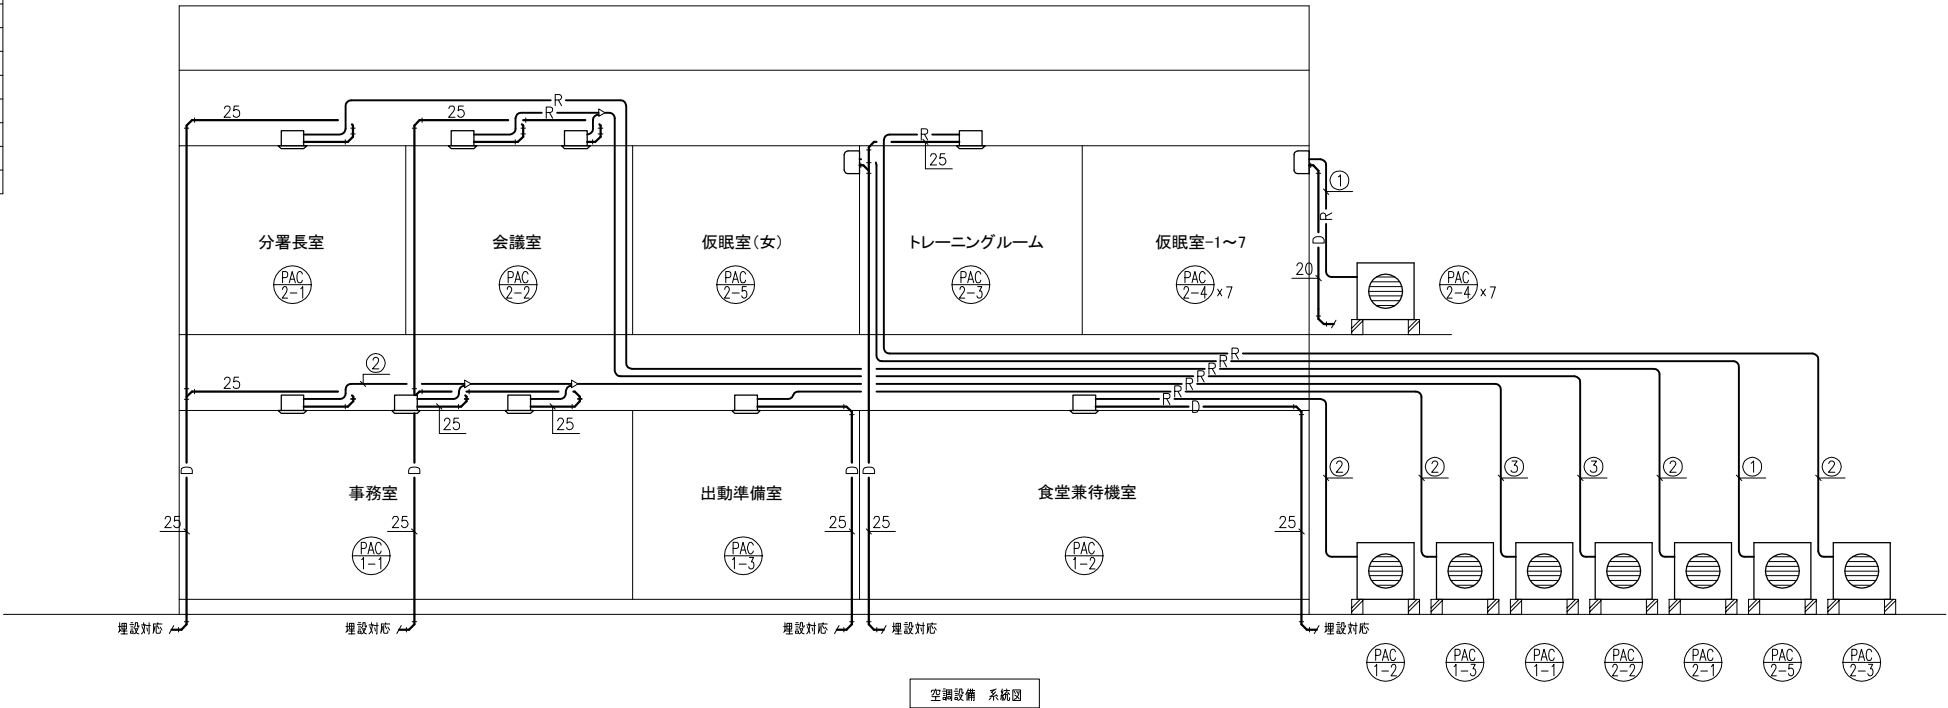 25
R
25
R
R
25
①
R
D
20
分署長室
会議室
仮眠室(女)
トレーニングルーム
仮眠室-1〜7
PAC
2-1
PAC
2-2
PAC
2-5
PAC
2-3
PAC
2-4 x7
PAC
2-4 x7
②
R
R
R
R
R
R
R
D
25
25
25
D
D
D
D
②
②
③
③
②
①
②
事務室
出動準備室
食堂兼待機室
25
25
25
25
25
PAC
1-1
PAC
1-3
PAC
1-2
埋設対応
埋設対応
埋設対応
埋設対応
埋設対応
PAC
1-2
PAC
1-3
PAC
1-1
PAC
2-2
PAC
2-1
PAC
2-5
PAC
2-3
空調設備 系統図